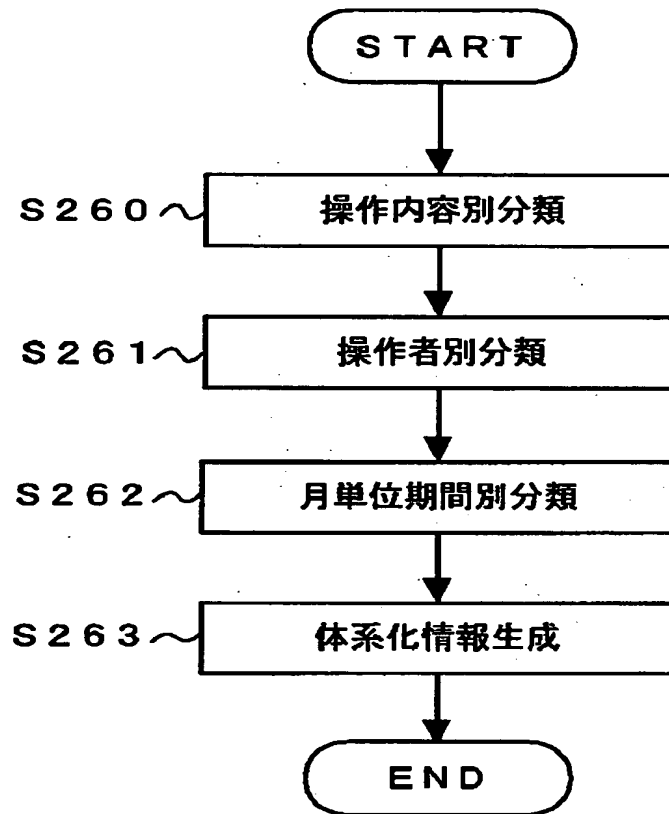 START
S260 操作内容別分類
S261 操作者別分類
S262 月単位期間別分類
S263 体系化情報生成
END